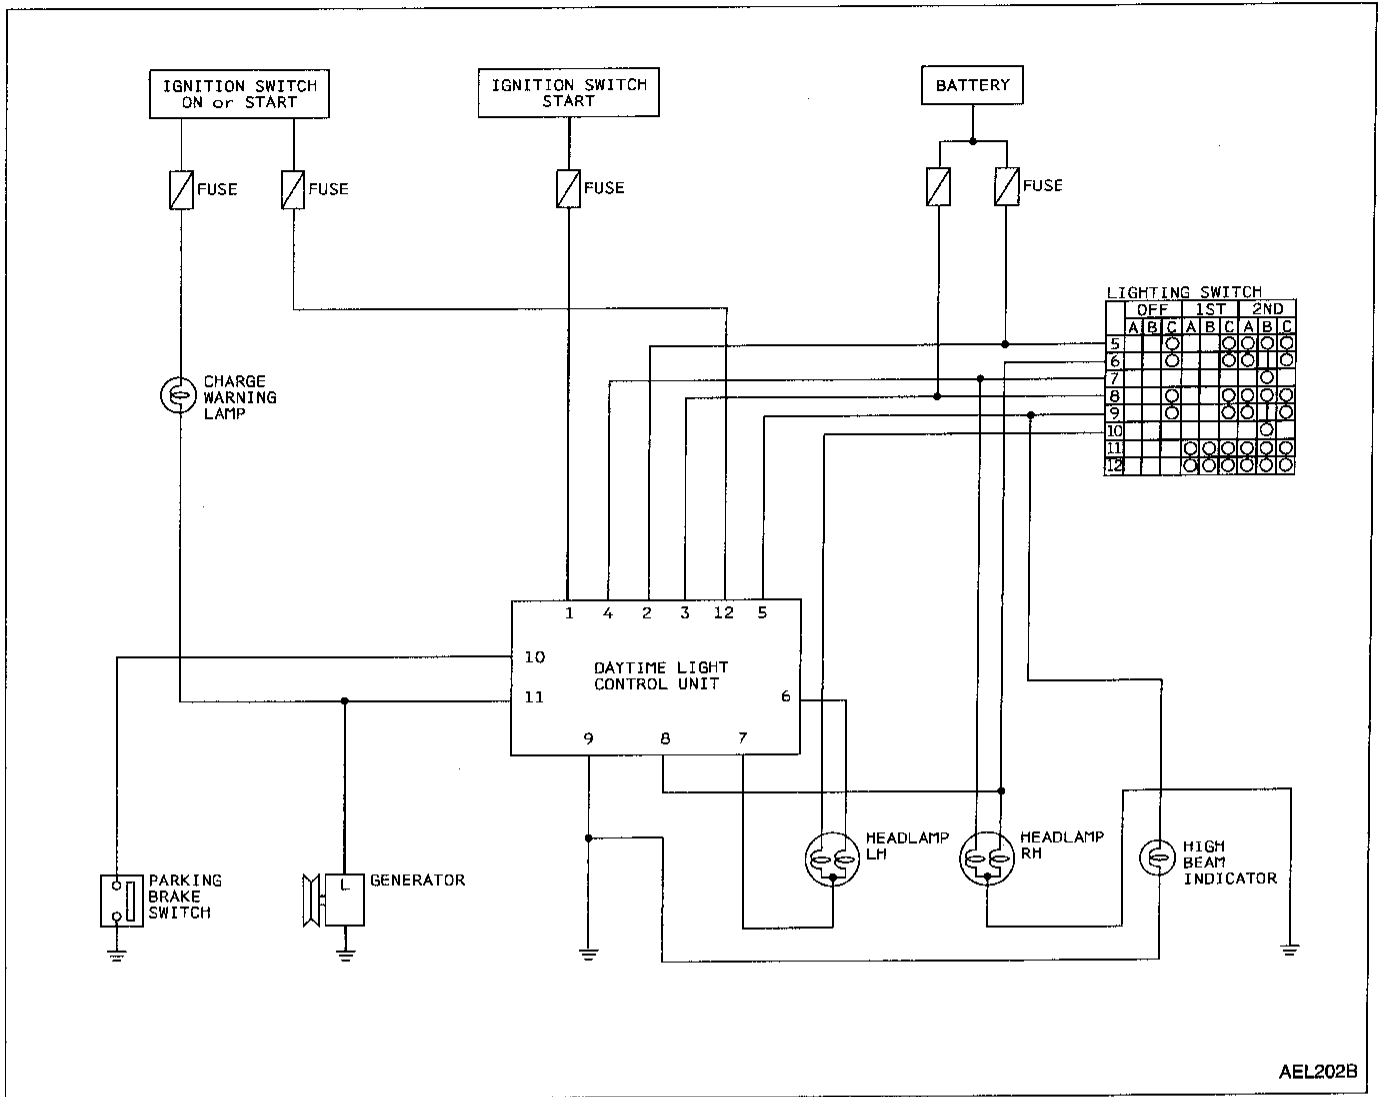 IGNITION SWITCH
ON or START
IGNITION SWITCH
START
BATTERY
FUSE
FUSE
FUSE
FUSE
LIGHTING SWITCH
OFF 1ST 2ND
A B C A B C A B C
5
6
7
8
9
10
11
12
CHARGE
WARNING
LAMP
1 4 2 3 12 5
10
DAYTIME LIGHT
CONTROL UNIT
11
6
9 8 7
HEADLAMP
LH
HEADLAMP
RH
HIGH
BEAM
INDICATOR
PARKING
BRAKE
SWITCH
L
GENERATOR
AEL202B